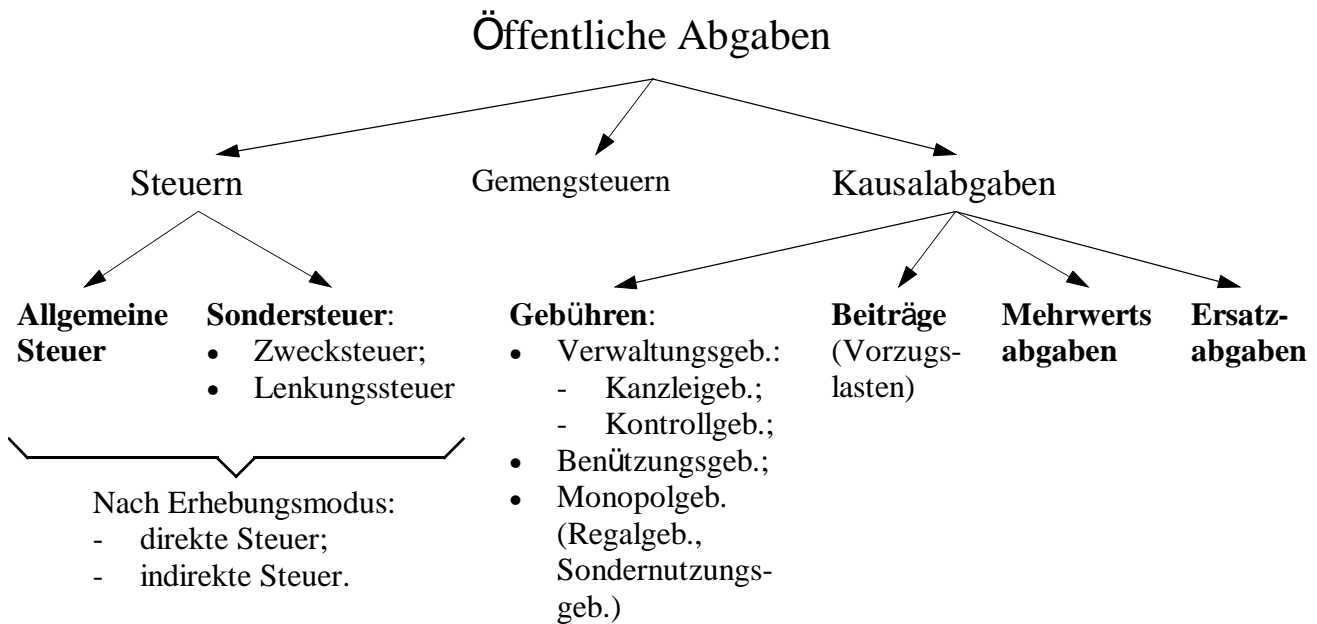 Öffentliche Abgaben
Steuern
Gemengsteuern
Kausalabgaben
Allgemeine
Steuer
Sondersteuer:
• Zwecksteuer;
• Lenkungssteuer
Nach Erhebungsmodus:
- direkte Steuer;
- indirekte Steuer.
Gebühren:
• Verwaltungsgeb.:
- Kanzleigeb.;
- Kontrollgeb.;
• Benützungsgeb.;
• Monopolgeb.
(Regalgeb.,
Sondernutzungs-
geb.)
Beiträge
(Vorzugs-
lasten)
Mehrwerts
abgaben
Ersatz-
abgaben